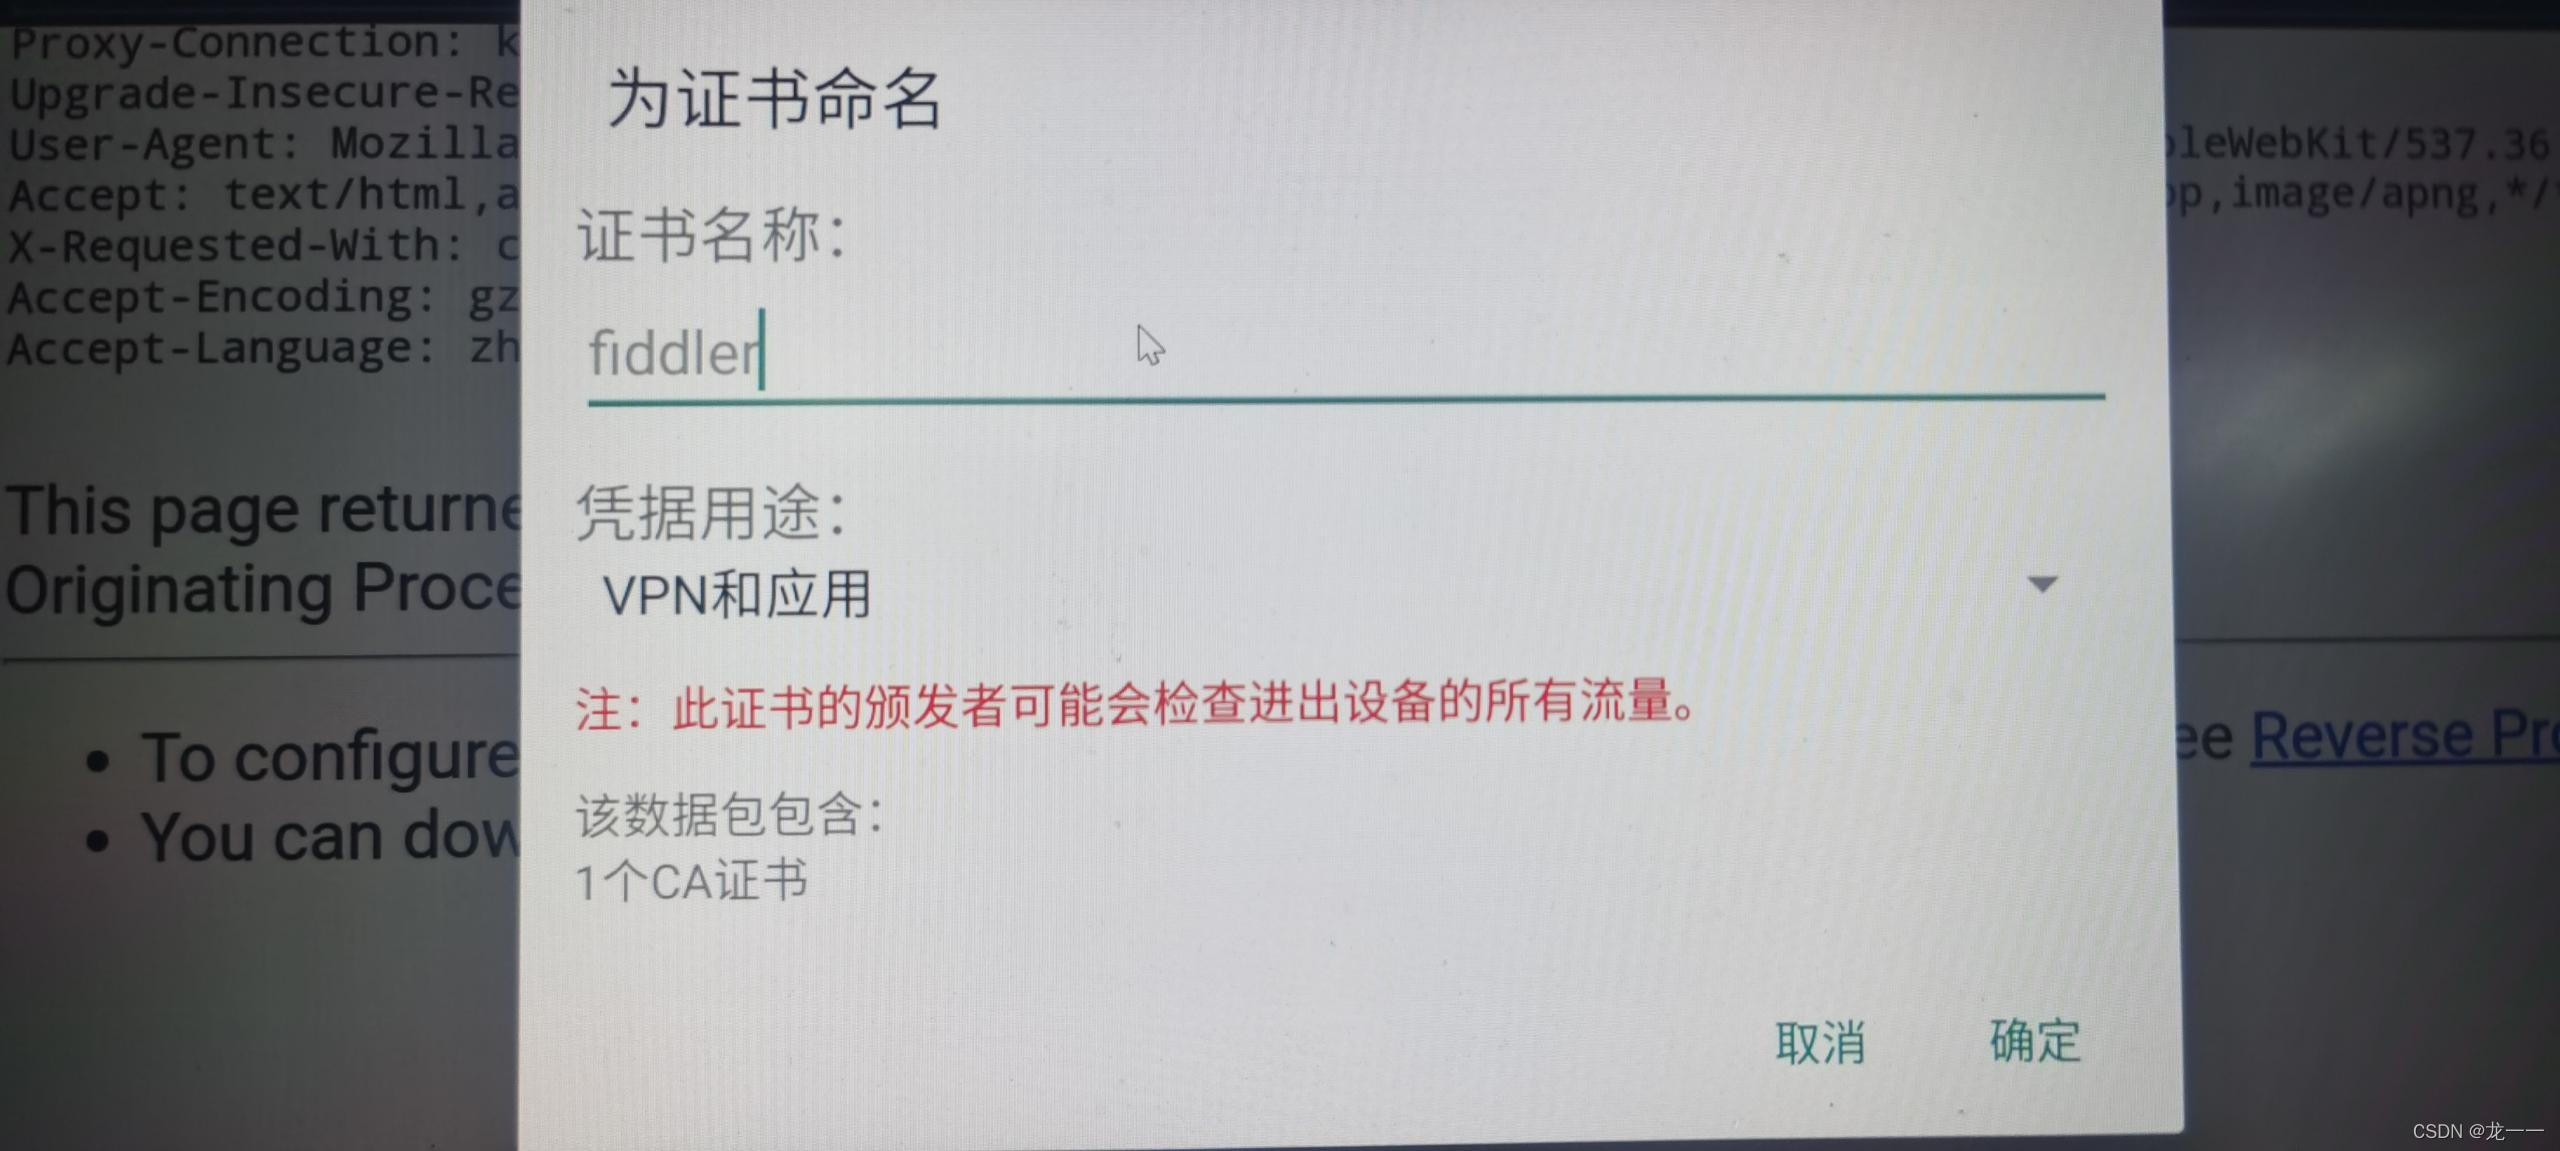 Proxy-Connection: k
Upgrade-Insecure-Re
User-Agent: Mozilla
Accept: text/html,a
X-Requested-With: c
Accept-Encoding: gz
Accept-Language: zh
This page returne
Originating Proce
• To configure
• You can dow
为证书命名
证书名称：
fiddler
凭据用途：
VPN和应用
注：此证书的颁发者可能会检查进出设备的所有流量。
该数据包包含：
1个CA证书
取消 确定
leWebKit/537.36
p,image/apng,*/
ee Reverse Pro
CSDN @龙一一